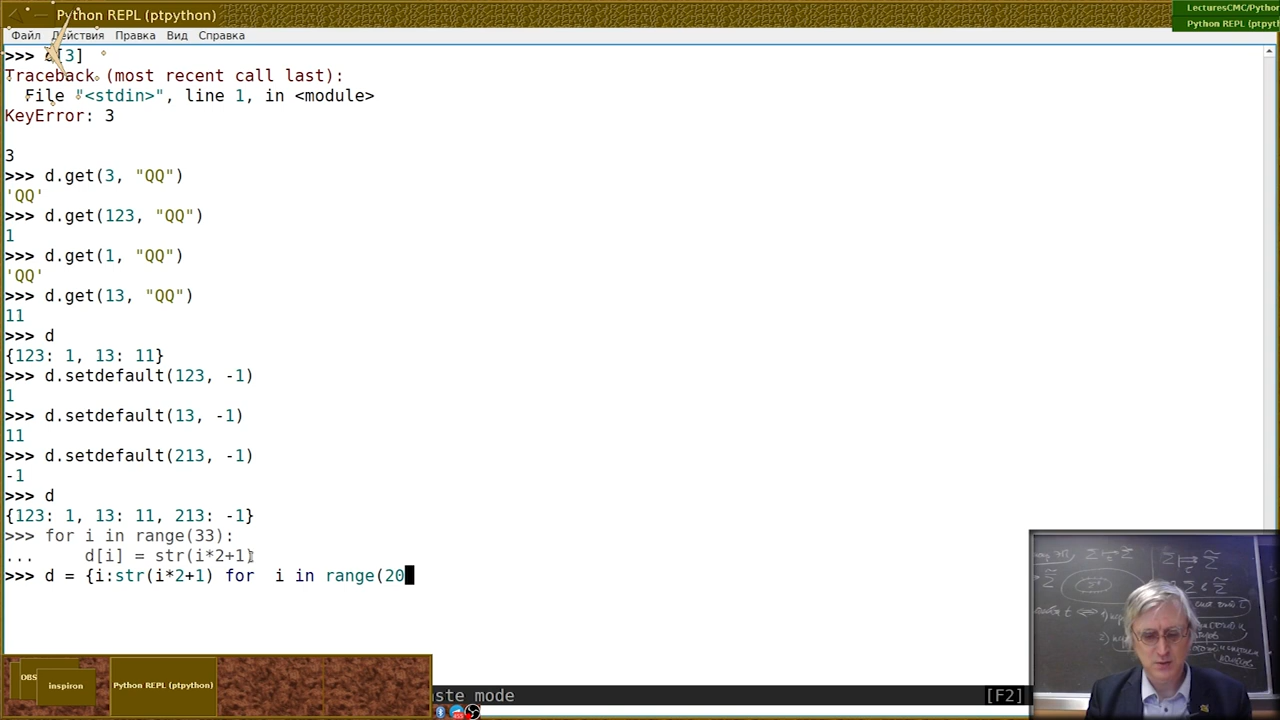 Python REPL (ptpython)
LecturesCMC/Python
Python REPL (ptpyth
Файл Действия Правка Вид Справка
>>> d[3]
Traceback (most recent call last):
File "<stdin>", line 1, in <module>
KeyError: 3
3
>>> d.get(3, "QQ")
'QQ'
>>> d.get(123, "QQ")
1
>>> d.get(1, "QQ")
'QQ'
>>> d.get(13, "QQ")
11
>>> d
{123: 1, 13: 11}
>>> d.setdefault(123, -1)
1
>>> d.setdefault(13, -1)
11
>>> d.setdefault(213, -1)
-1
>>> d
{123: 1, 13: 11, 213: -1}
>>> for i in range(33):
...     d[i] = str(i*2+1)
>>> d = {i:str(i*2+1) for  i in range(20
OBS
inspiron
Python REPL (ptpython)
ste mode
[F2]